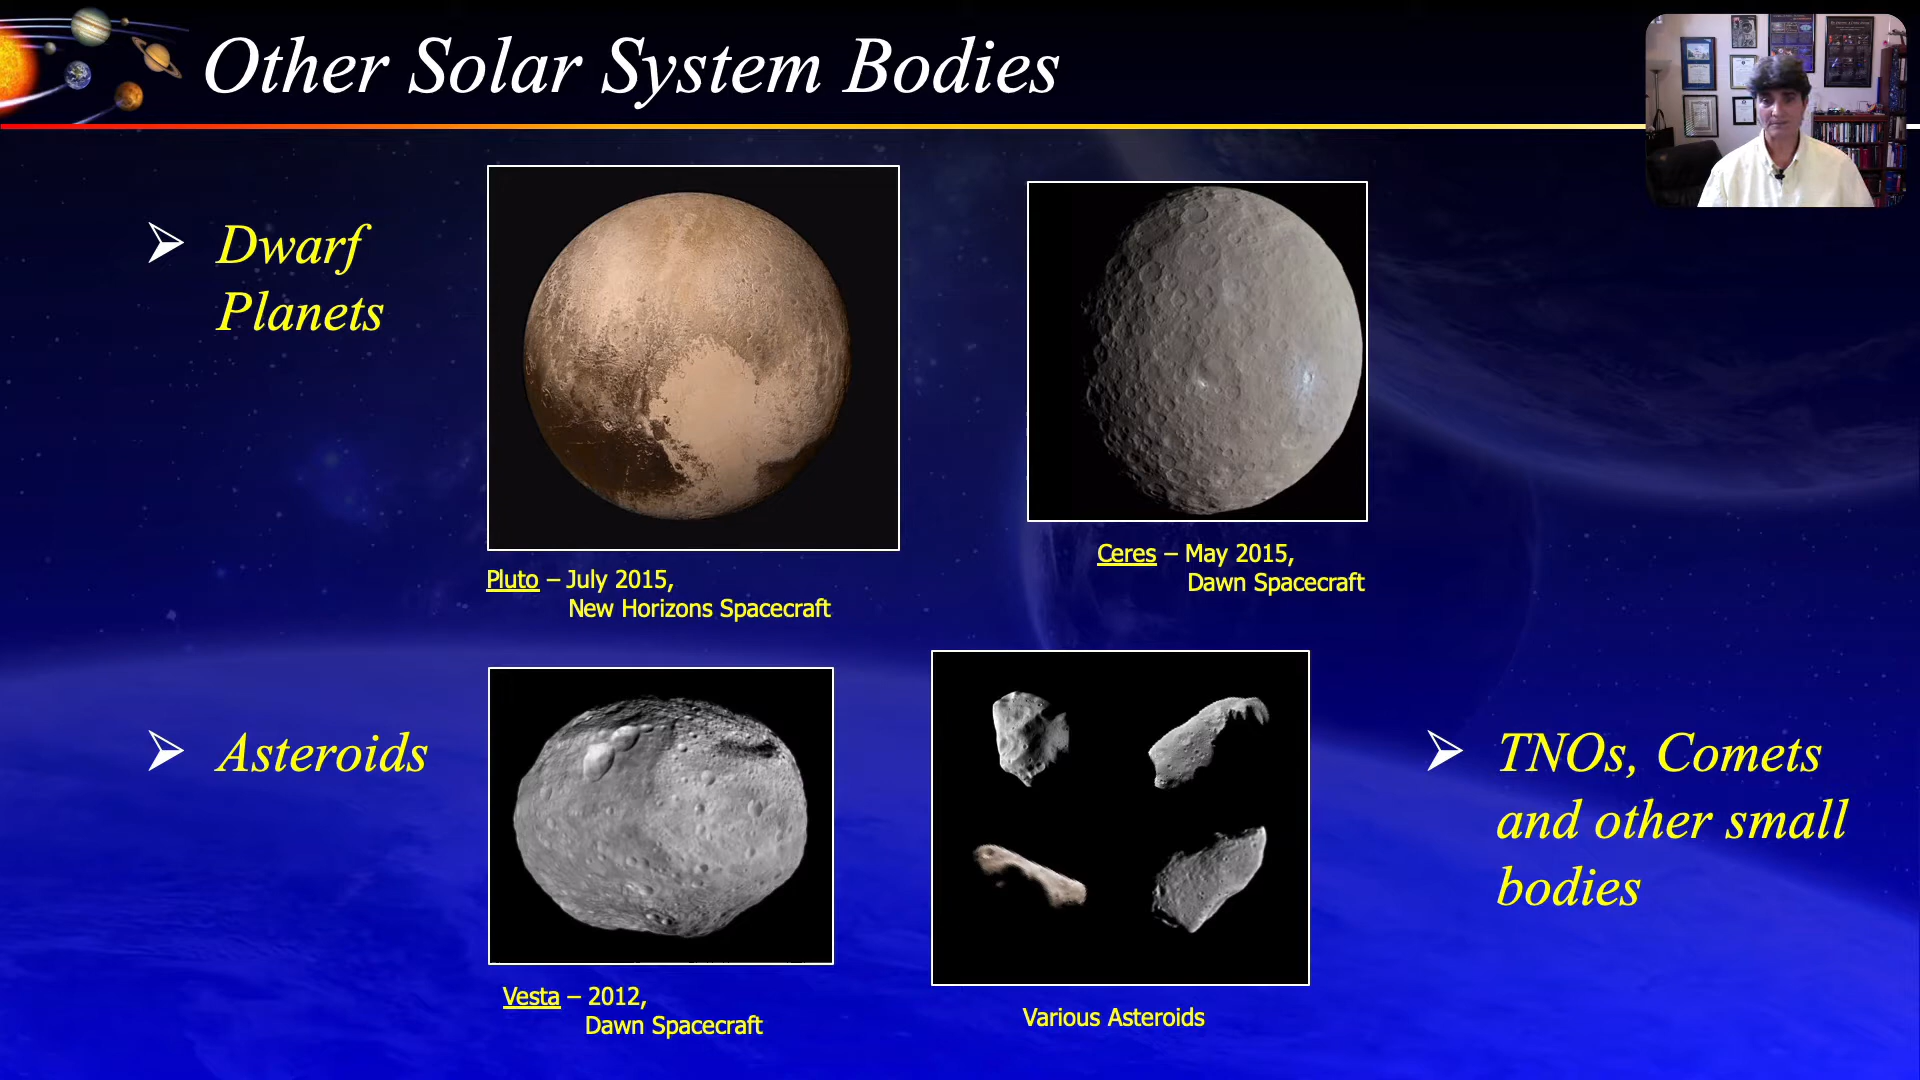 Other Solar System Bodies
➢ Dwarf
Planets
Pluto – July 2015,
New Horizons Spacecraft
Ceres – May 2015,
Dawn Spacecraft
➢ Asteroids
Vesta – 2012,
Dawn Spacecraft
Various Asteroids
➢ TNOs, Comets
and other small
bodies